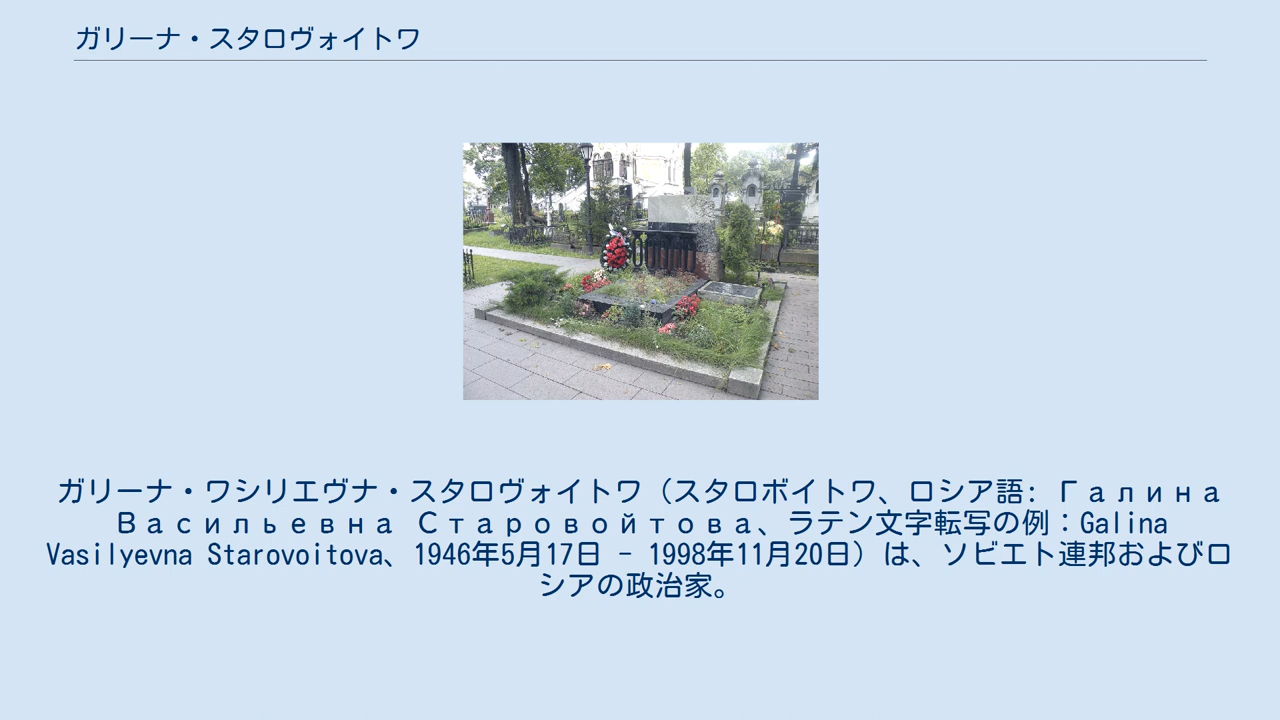 ガリーナ・スタロヴォイトワ
ガリーナ・ワシリエヴナ・スタロヴォイトワ（スタロボイトワ、ロシア語: Галина
Васильевна Старовойтова、ラテン文字転写の例：Galina
Vasilyevna Starovoitova、1946年5月17日 - 1998年11月20日）は、ソビエト連邦およびロ
シアの政治家。